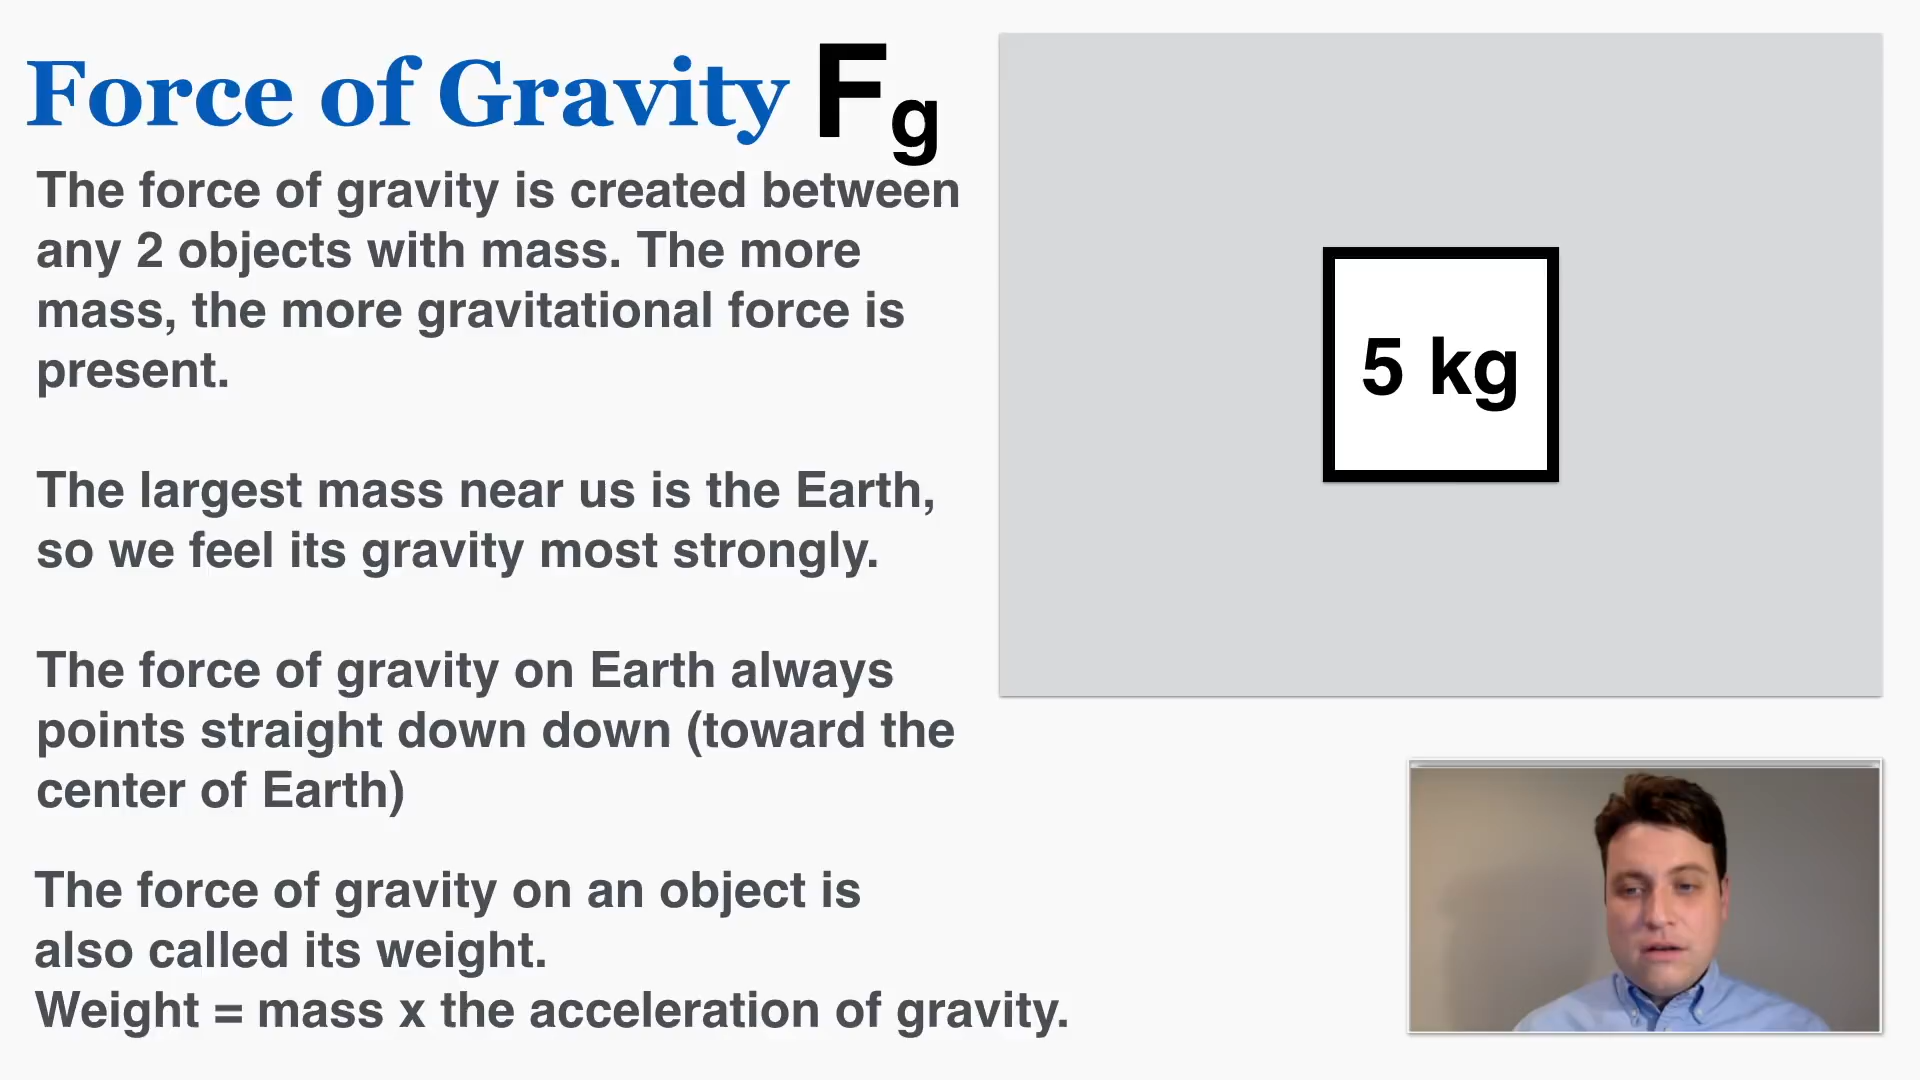 Force of Gravity Fg
The force of gravity is created between
any 2 objects with mass. The more
mass, the more gravitational force is
present.
The largest mass near us is the Earth,
so we feel its gravity most strongly.
The force of gravity on Earth always
points straight down down (toward the
center of Earth)
The force of gravity on an object is
also called its weight.
Weight = mass x the acceleration of gravity.
5 kg